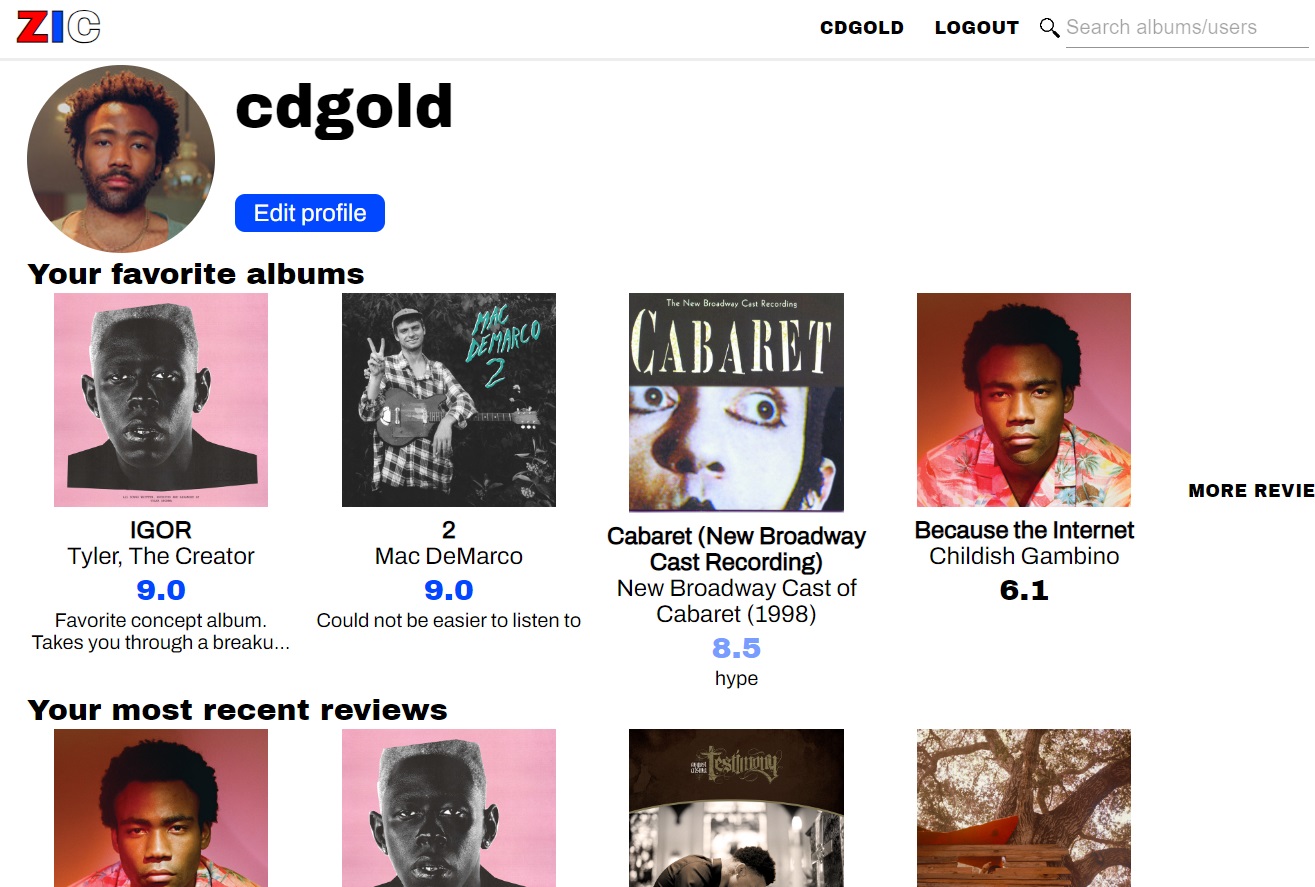 ZIC
CDGOLD LOGOUT Search albums/users
cdgold
Edit profile
Your favorite albums
MAC
DEMARCO
2
The New Broadway Cast Recording
CABARET
IGOR
Tyler, The Creator
9.0
Favorite concept album.
Takes you through a breaku...
2
Mac DeMarco
9.0
Could not be easier to listen to
Cabaret (New Broadway
Cast Recording)
New Broadway Cast of
Cabaret (1998)
8.5
hype
Because the Internet
Childish Gambino
6.1
MORE REVIE
Your most recent reviews
Testimony